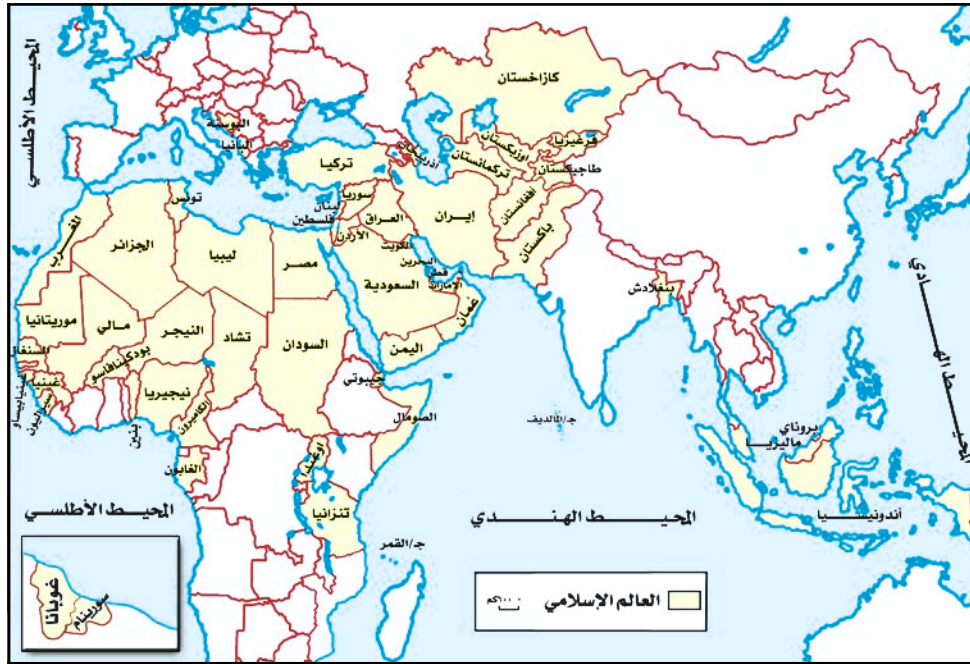 المحيط الأطلسي
كازاخستان
البوسنة
ألبانيا
أوزبكستان
قرغيزيا
أذربيجان
تركمانستان
طاجيكستان
تركيا
تونس
سوريا
لبنان
فلسطين
العراق
إيران
أفغانستان
المغرب
الجزائر
ليبيا
مصر
الأردن
الكويت
باكستان
البحرين
قطر
الإمارات
السعودية
عمان
بنغلادش
المحيط الهادي
موريتانيا
مالي
النيجر
تشاد
السودان
اليمن
السنغال
بوركينافاسو
غينيا
غينيابيساو
سيراليون
نيجيريا
بنين
الكاميرون
جيبوتي
الصومال
ج/المالديف
بروناي
ماليزيا
الغابون
أوغندا
تنزانيا
المحيط الأطلسي
المحيط الهندي
أندونيسيا
ج/القمر
غويانا
سورينام
العالم الإسلامي